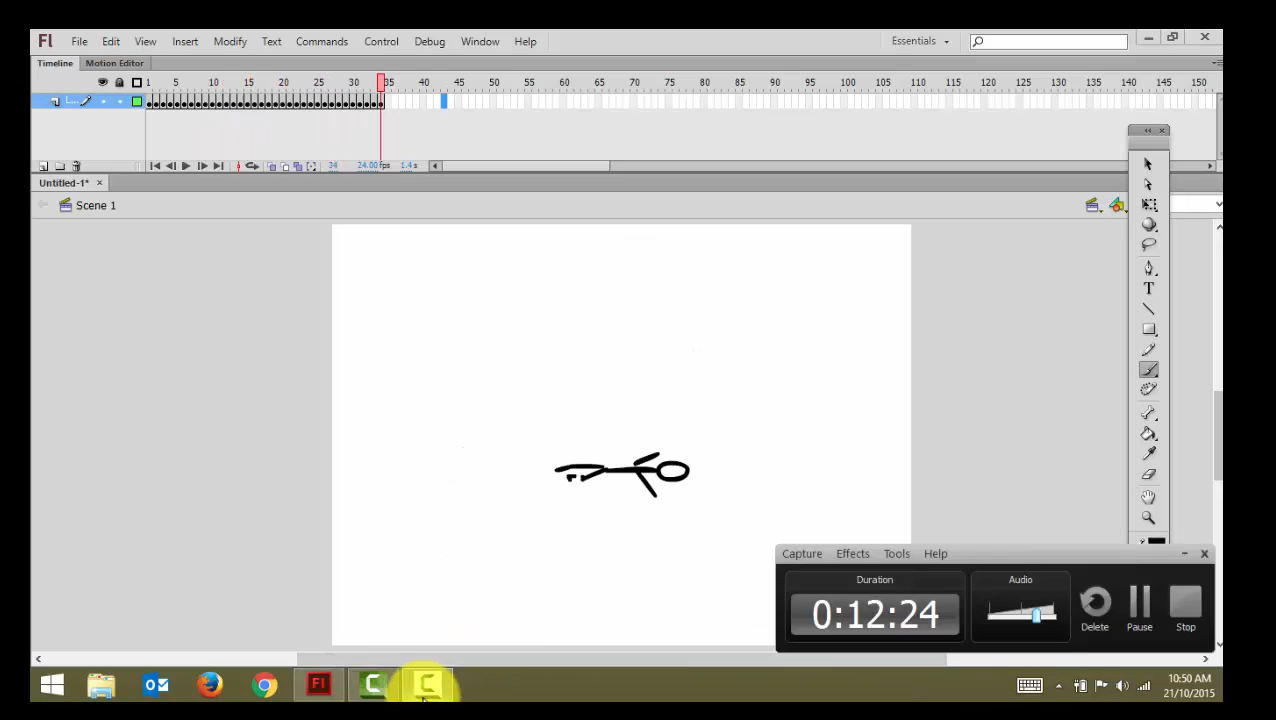 Fl File Edit View Insert Modify Text Commands Control Debug Window Help Essentials
Timeline Motion Editor
1 5 10 15 20 25 30 35 40 45 50 55 60 65 70 75 80 85 90 95 100 105 110 115 120 125 130 135 140 145 150
34 24.00 fps 1.4 s
Untitled-1* ×
Scene 1
T
Capture Effects Tools Help
Duration Audio
0:12:24
Delete Pause Stop
Fl
10:50 AM
21/10/2015